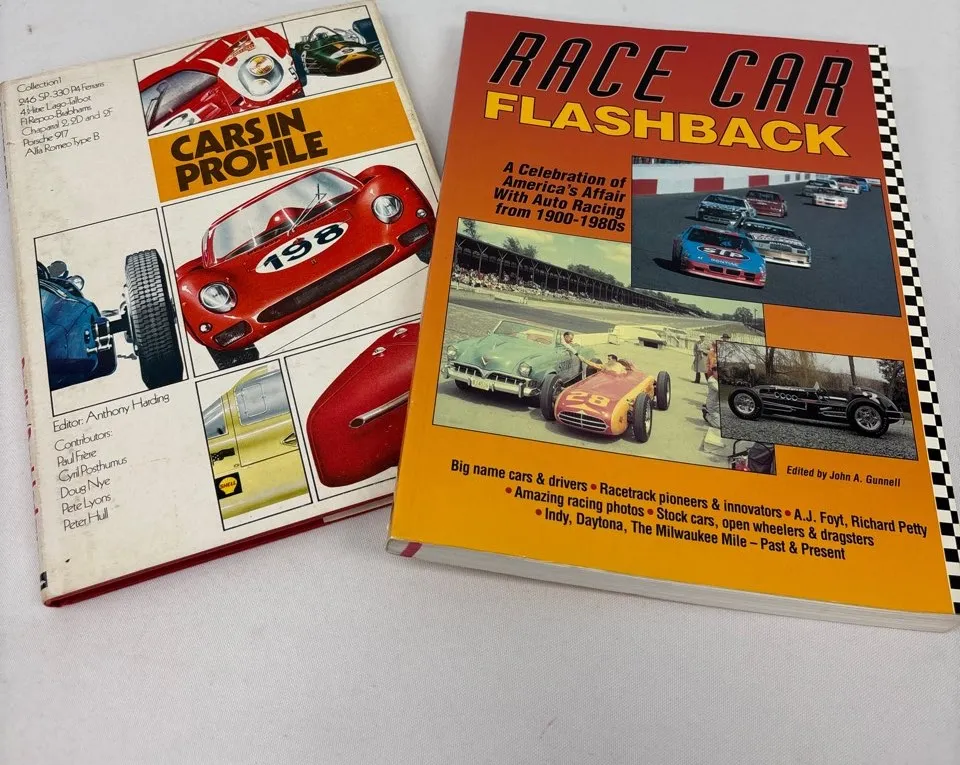 Collection 1
246 SP - 330 P4 Ferraris
4-litre Lago-Talbot
F1 Repco-Brabhams
Chaparral 2, 2D and 2F
Porsche 917
Alfa Romeo Type B
CARS IN
PROFILE
198
SHELL
Editor: Anthony Harding
Contributors:
Paul Frère
Cyril Posthumus
Doug Nye
Pete Lyons
Peter Hull
RACE CAR
FLASHBACK
A Celebration of
America's Affair
With Auto Racing
from 1900-1980s
STP
PONTIAC
28
Edited by John A. Gunnell
Big name cars & drivers • Racetrack pioneers & innovators • A.J. Foyt, Richard Petty
• Amazing racing photos • Stock cars, open wheelers & dragsters
• Indy, Daytona, The Milwaukee Mile – Past & Present